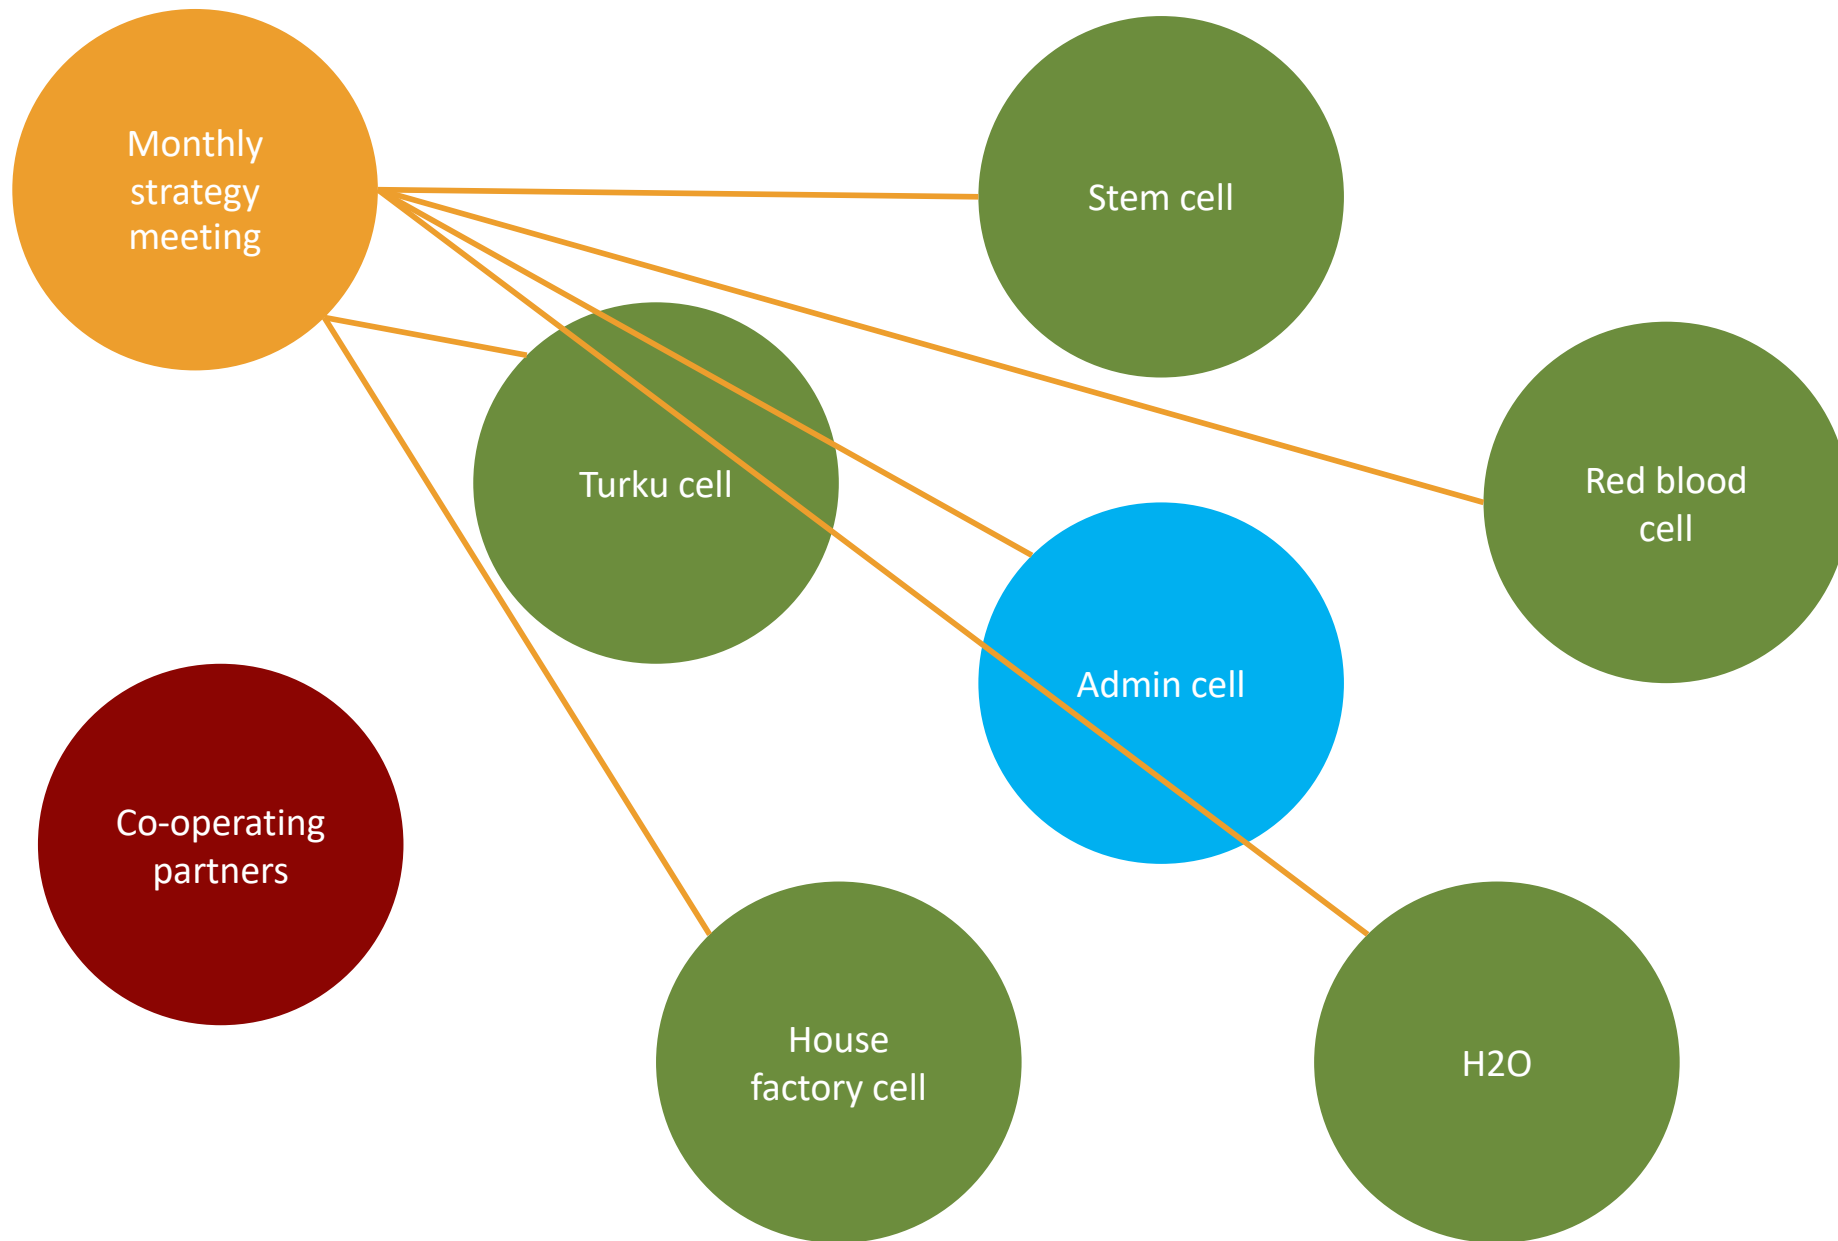 Monthly
strategy
meeting
Stem cell
Turku cell
Red blood
cell
Admin cell
Co-operating
partners
House
factory cell
H2O